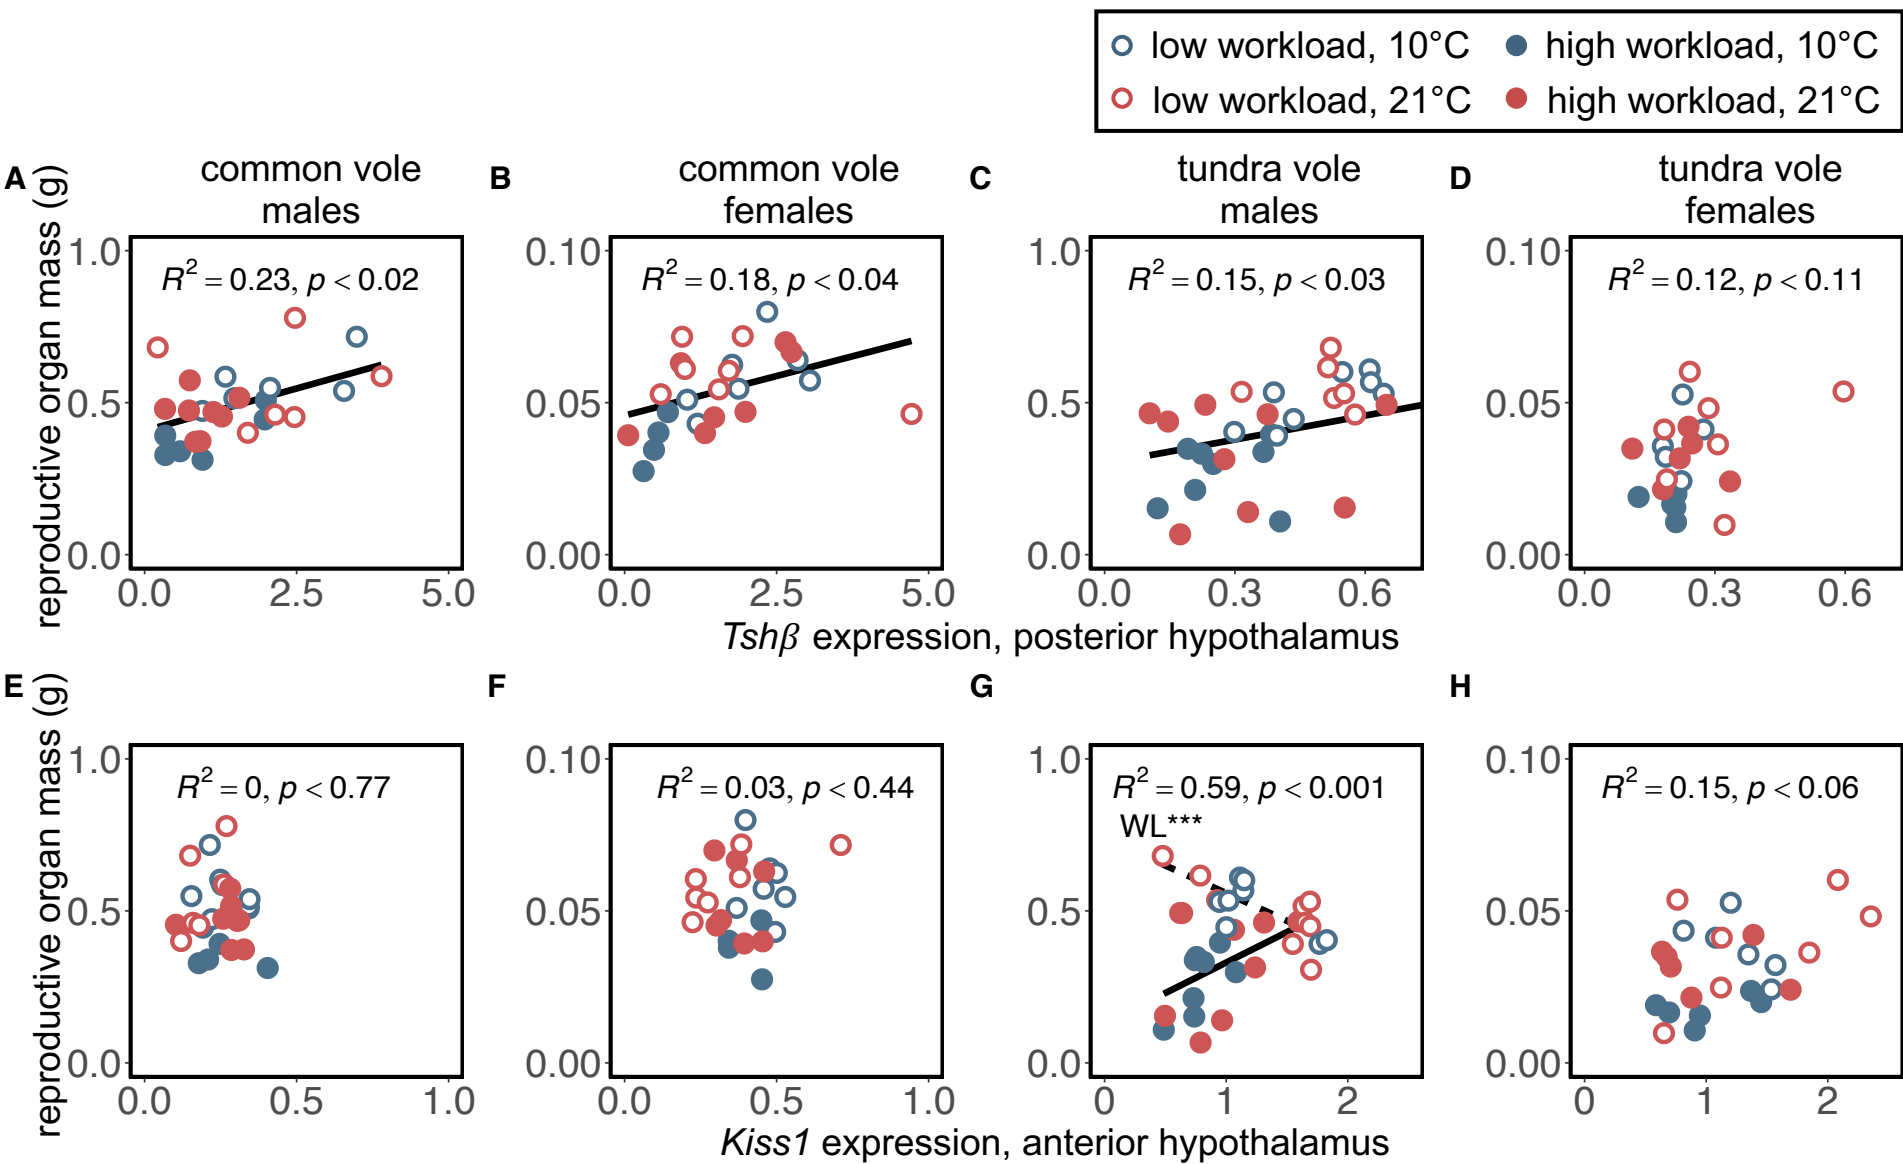 low workload, 10°C
high workload, 10°C
low workload, 21°C
high workload, 21°C
A
common vole
males
B
common vole
females
C
tundra vole
males
D
tundra vole
females
reproductive organ mass (g)
1.0
0.5
0.0
R² = 0.23, p < 0.02
0.0
2.5
5.0
0.10
0.05
0.00
R² = 0.18, p < 0.04
0.0
2.5
5.0
1.0
0.5
0.0
R² = 0.15, p < 0.03
0.0
0.3
0.6
0.10
0.05
0.00
R² = 0.12, p < 0.11
0.0
0.3
0.6
Tshβ expression, posterior hypothalamus
E
F
G
H
reproductive organ mass (g)
1.0
0.5
0.0
R² = 0, p < 0.77
0.0
0.5
1.0
0.10
0.05
0.00
R² = 0.03, p < 0.44
0.0
0.5
1.0
1.0
0.5
0.0
R² = 0.59, p < 0.001
WL***
0
1
2
0.10
0.05
0.00
R² = 0.15, p < 0.06
0
1
2
Kiss1 expression, anterior hypothalamus